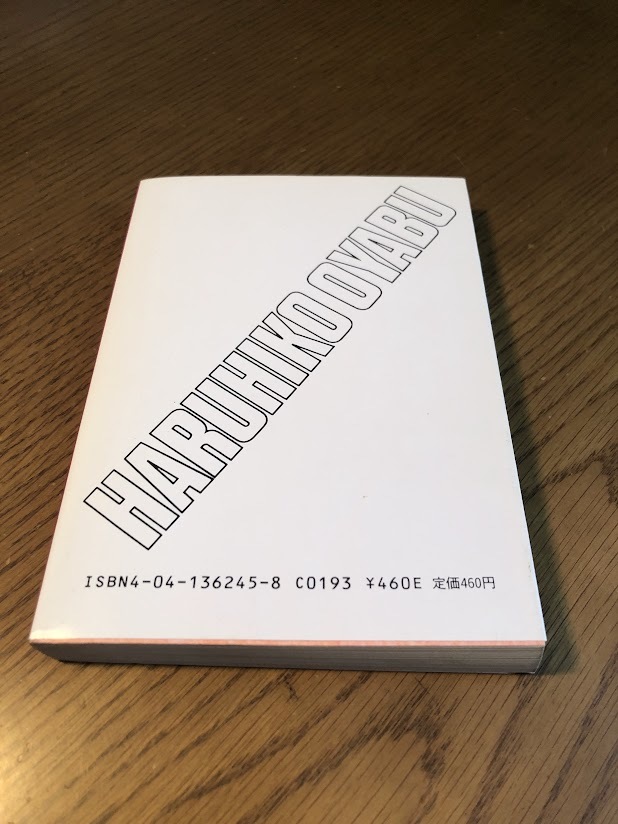 HARUHIKO OYABU
ISBN4-04-136245-8 C0193 ¥460E 定価460円